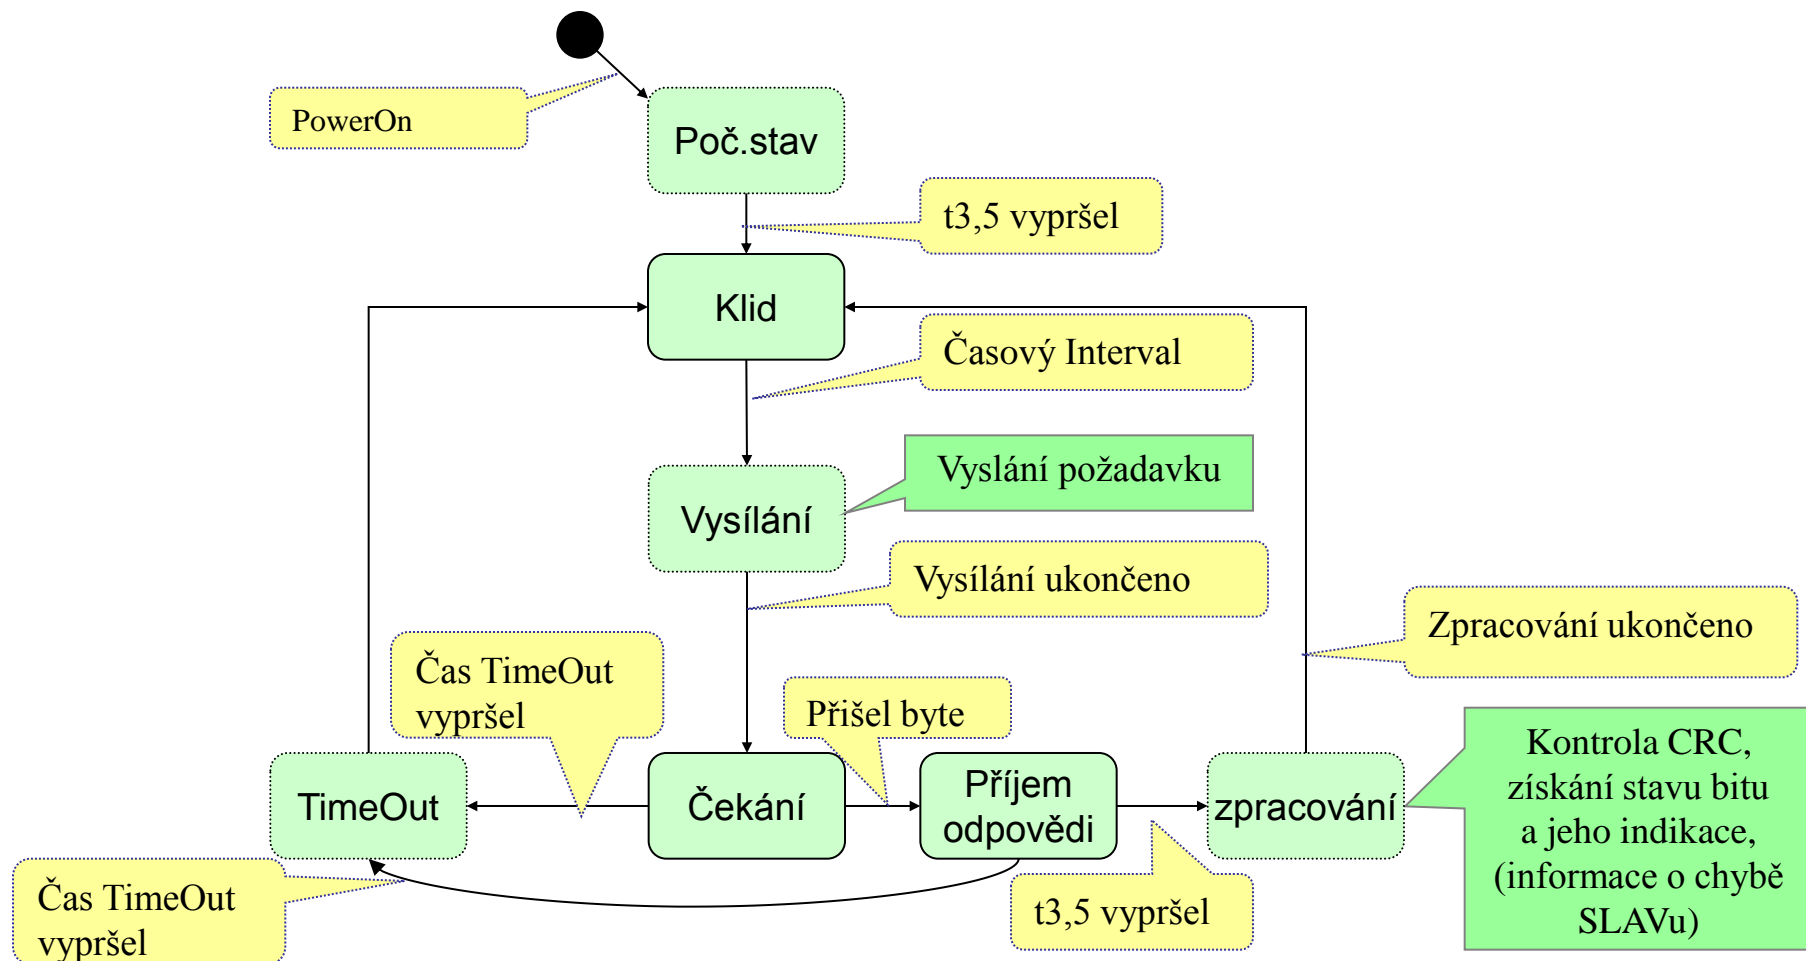 PowerOn
Poč.stav
t3,5 vypršel
Klid
Časový Interval
Vyslání požadavku
Vysílání
Vysílání ukončeno
Zpracování ukončeno
Čas TimeOut
vypršel
Přišel byte
TimeOut
Čekání
Příjem
odpovědi
zpracování
Kontrola CRC,
získání stavu bitu
a jeho indikace,
(informace o chybě
SLAVu)
Čas TimeOut
vypršel
t3,5 vypršel